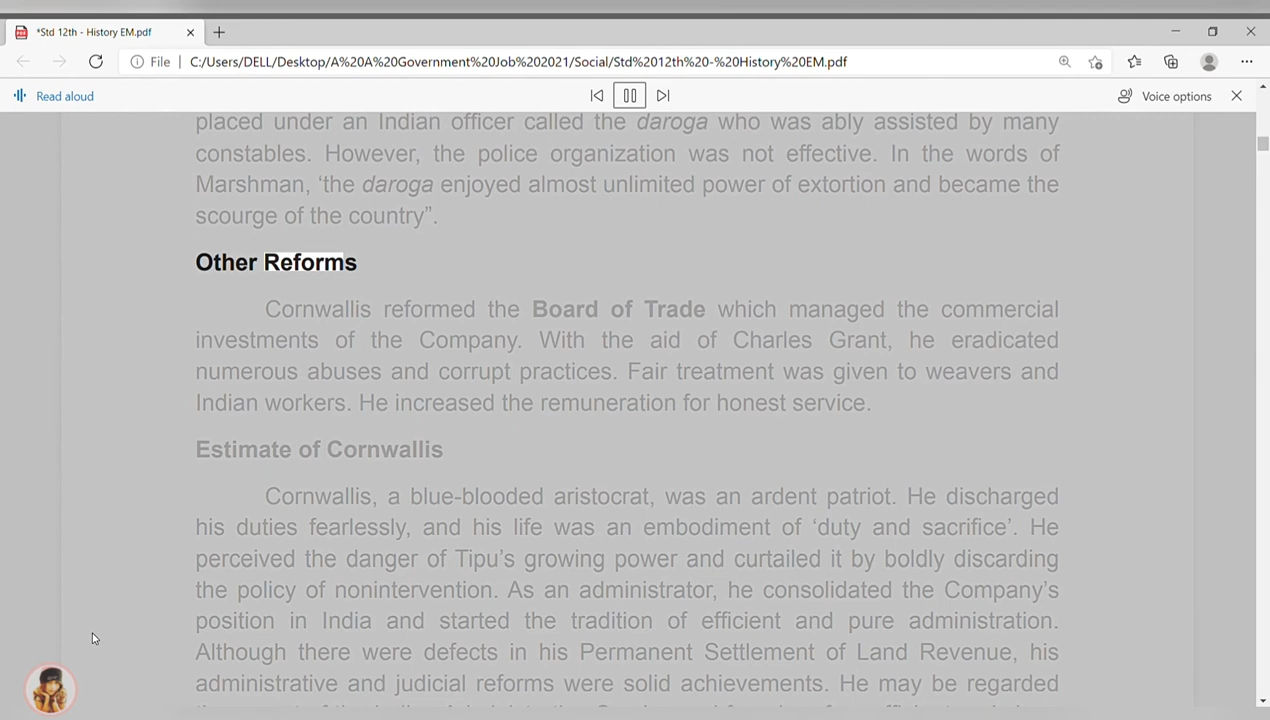 *Std 12th - History EM.pdf
File
C:/Users/DELL/Desktop/A%20A%20Government%20Job%202021/Social/Std%2012th%20-%20History%20EM.pdf
Read aloud
Voice options
placed under an Indian officer called the daroga who was ably assisted by many
constables. However, the police organization was not effective. In the words of
Marshman, ‘the daroga enjoyed almost unlimited power of extortion and became the
scourge of the country”.
Other Reforms
Cornwallis reformed the Board of Trade which managed the commercial
investments of the Company. With the aid of Charles Grant, he eradicated
numerous abuses and corrupt practices. Fair treatment was given to weavers and
Indian workers. He increased the remuneration for honest service.
Estimate of Cornwallis
Cornwallis, a blue-blooded aristocrat, was an ardent patriot. He discharged
his duties fearlessly, and his life was an embodiment of ‘duty and sacrifice’. He
perceived the danger of Tipu’s growing power and curtailed it by boldly discarding
the policy of nonintervention. As an administrator, he consolidated the Company’s
position in India and started the tradition of efficient and pure administration.
Although there were defects in his Permanent Settlement of Land Revenue, his
administrative and judicial reforms were solid achievements. He may be regarded